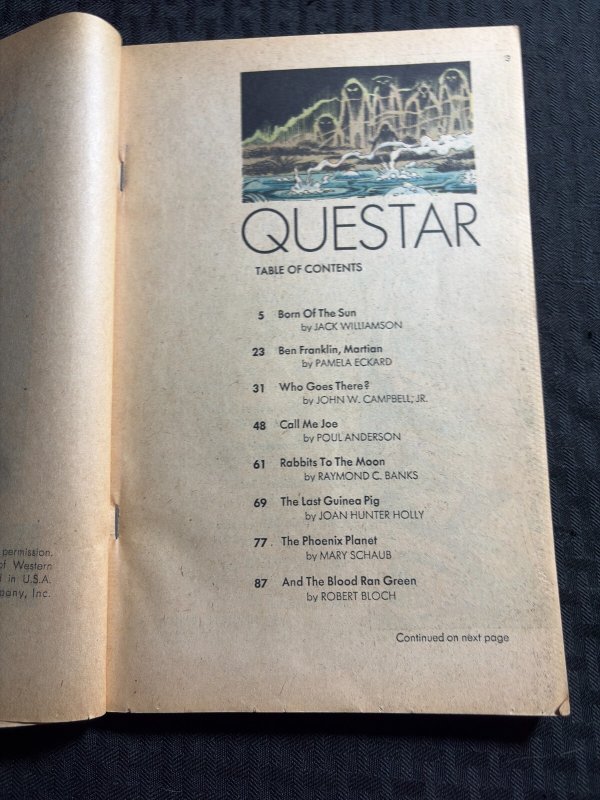 3
QUESTAR
TABLE OF CONTENTS
5 Born Of The Sun
by JACK WILLIAMSON
23 Ben Franklin, Martian
by PAMELA ECKARD
31 Who Goes There?
by JOHN W. CAMPBELL, JR.
48 Call Me Joe
by POUL ANDERSON
61 Rabbits To The Moon
by RAYMOND C. BANKS
69 The Last Guinea Pig
by JOAN HUNTER HOLLY
77 The Phoenix Planet
by MARY SCHAUB
87 And The Blood Ran Green
by ROBERT BLOCH
Continued on next page
permission.
of Western
in U.S.A.
pany, Inc.